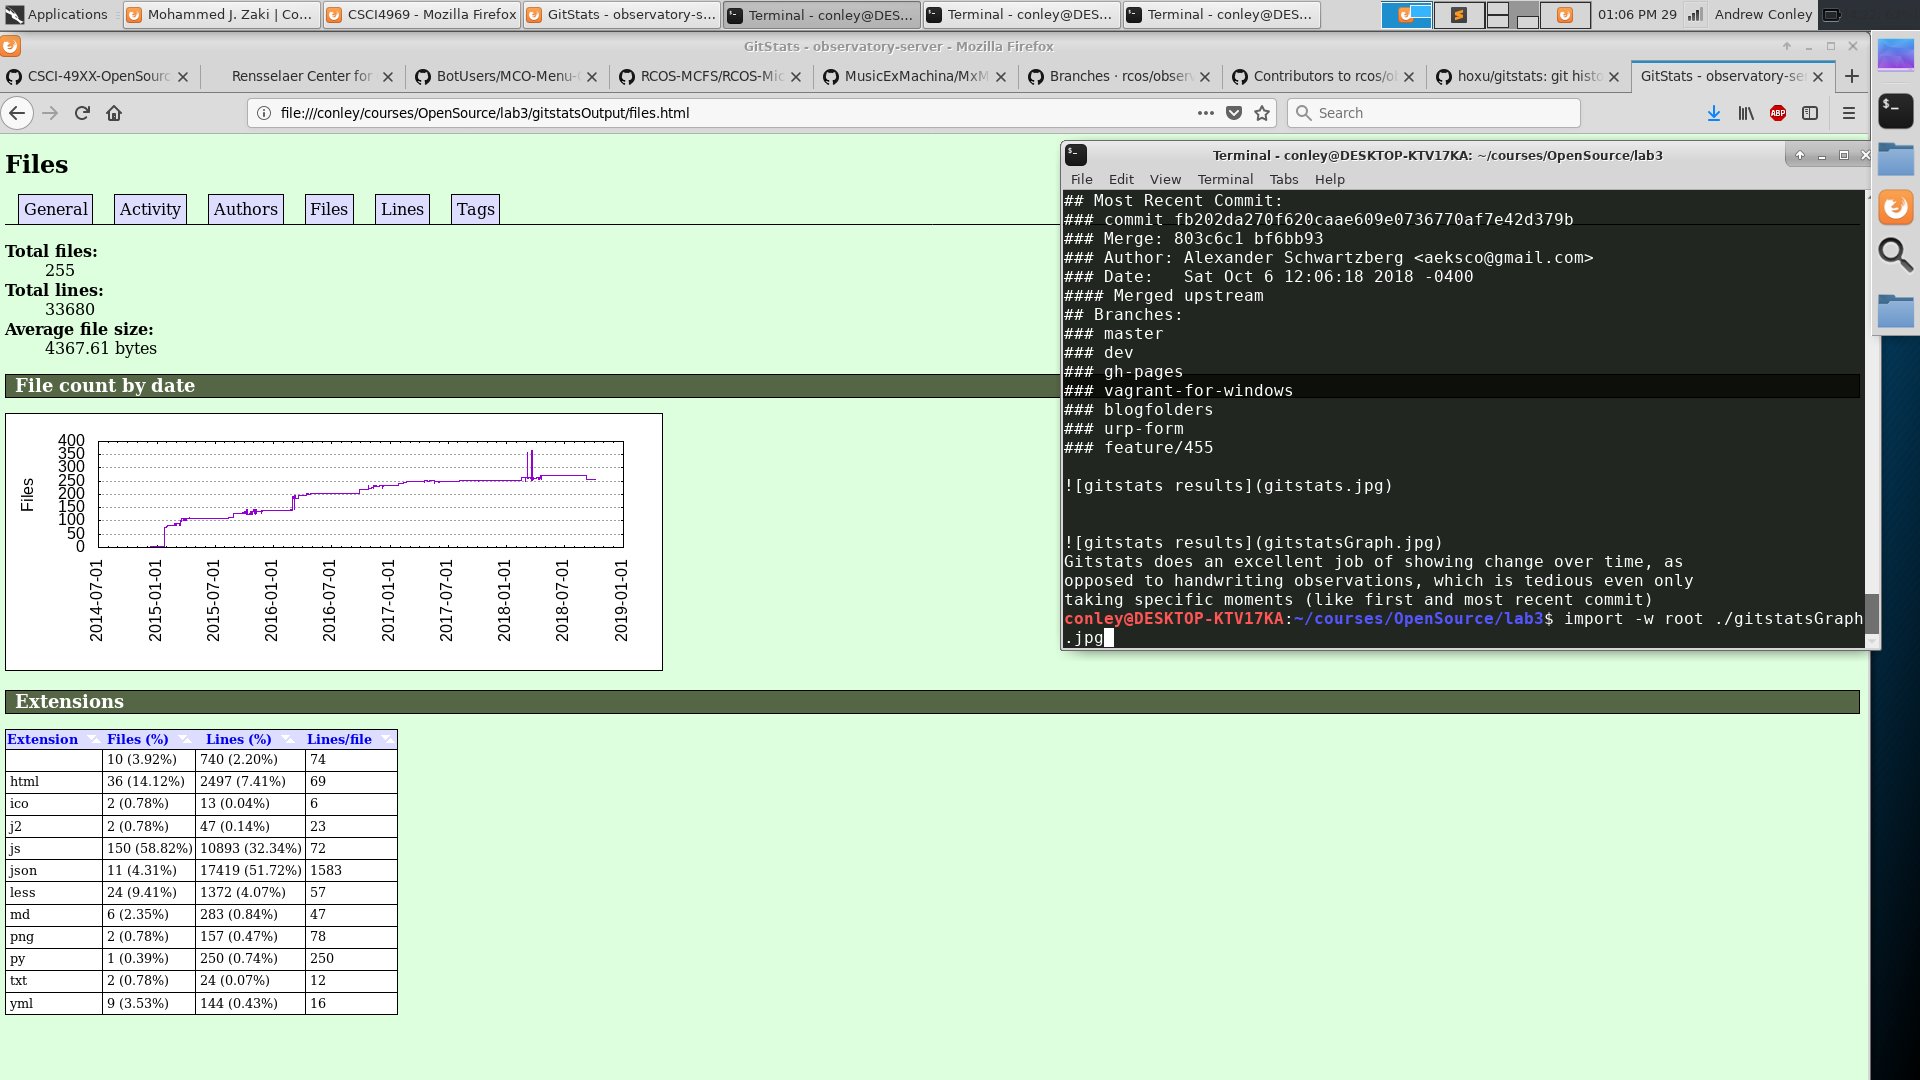 Applications
Mohammed J. Zaki | Co...
CSCI4969 - Mozilla Firefox
GitStats - observatory-s...
Terminal - conley@DES...
Terminal - conley@DES...
Terminal - conley@DES...
01:06 PM 29
Andrew Conley
GitStats - observatory-server - Mozilla Firefox
CSCI-49XX-OpenSourc
Rensselaer Center for
BotUsers/MCO-Menu-
RCOS-MCFS/RCOS-Mic
MusicExMachina/MxM
Branches · rcos/obser
Contributors to rcos/o
hoxu/gitstats: git histo
GitStats - observatory-se
file:///conley/courses/OpenSource/lab3/gitstatsOutput/files.html
Search
ABP
Files
General
Activity
Authors
Files
Lines
Tags
Total files:
255
Total lines:
33680
Average file size:
4367.61 bytes
File count by date
Files
400
350
300
250
200
150
100
50
0
2014-07-01
2015-01-01
2015-07-01
2016-01-01
2016-07-01
2017-01-01
2017-07-01
2018-01-01
2018-07-01
2019-01-01
Extensions
Extension Files (%) Lines (%) Lines/file
10 (3.92%) 740 (2.20%) 74
html 36 (14.12%) 2497 (7.41%) 69
ico 2 (0.78%) 13 (0.04%) 6
j2 2 (0.78%) 47 (0.14%) 23
js 150 (58.82%) 10893 (32.34%) 72
json 11 (4.31%) 17419 (51.72%) 1583
less 24 (9.41%) 1372 (4.07%) 57
md 6 (2.35%) 283 (0.84%) 47
png 2 (0.78%) 157 (0.47%) 78
py 1 (0.39%) 250 (0.74%) 250
txt 2 (0.78%) 24 (0.07%) 12
yml 9 (3.53%) 144 (0.43%) 16
Terminal - conley@DESKTOP-KTV17KA: ~/courses/OpenSource/lab3
File Edit View Terminal Tabs Help
## Most Recent Commit:
### commit fb202da270f620caae609e0736770af7e42d379b
### Merge: 803c6c1 bf6bb93
### Author: Alexander Schwartzberg <aeksco@gmail.com>
### Date:   Sat Oct 6 12:06:18 2018 -0400
#### Merged upstream
## Branches:
### master
### dev
### gh-pages
### vagrant-for-windows
### blogfolders
### urp-form
### feature/455
![gitstats results](gitstats.jpg)
![gitstats results](gitstatsGraph.jpg)
Gitstats does an excellent job of showing change over time, as
opposed to handwriting observations, which is tedious even only
taking specific moments (like first and most recent commit)
conley@DESKTOP-KTV17KA:~/courses/OpenSource/lab3$ import -w root ./gitstatsGraph
.jpg